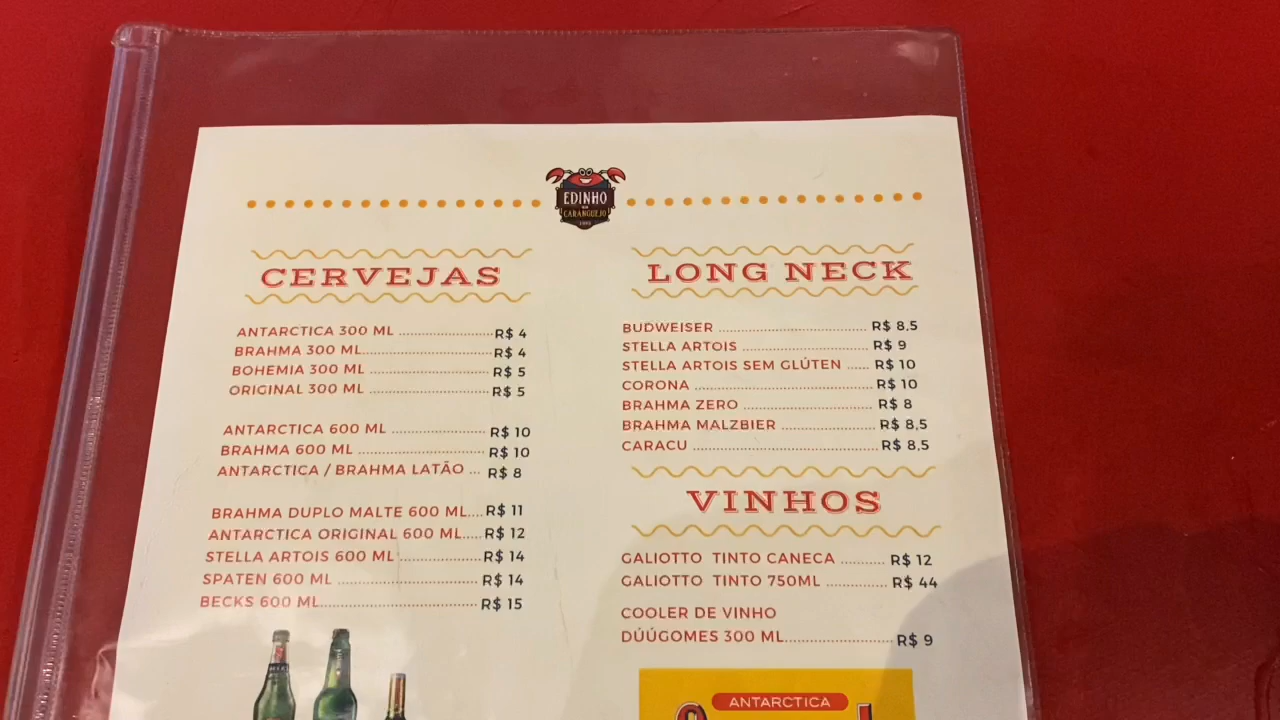 EDINHO
CARANGUEJO
CERVEJAS
ANTARCTICA 300 ML ........................ R$ 4
BRAHMA 300 ML................................. R$ 4
BOHEMIA 300 ML .............................. R$ 5
ORIGINAL 300 ML .............................. R$ 5
ANTARCTICA 600 ML ........................ R$ 10
BRAHMA 600 ML ................................ R$ 10
ANTARCTICA / BRAHMA LATÃO ... R$ 8
BRAHMA DUPLO MALTE 600 ML.... R$ 11
ANTARCTICA ORIGINAL 600 ML..... R$ 12
STELLA ARTOIS 600 ML ..................... R$ 14
SPATEN 600 ML ................................... R$ 14
BECKS 600 ML....................................... R$ 15
LONG NECK
BUDWEISER ...................................... R$ 8,5
STELLA ARTOIS ................................ R$ 9
STELLA ARTOIS SEM GLÚTEN ...... R$ 10
CORONA ............................................. R$ 10
BRAHMA ZERO ................................. R$ 8
BRAHMA MALZBIER ....................... R$ 8,5
CARACU .............................................. R$ 8,5
VINHOS
GALIOTTO TINTO CANECA ........... R$ 12
GALIOTTO TINTO 750ML ............... R$ 44
COOLER DE VINHO
DÚÚGOMES 300 ML........................... R$ 9
ANTARCTICA